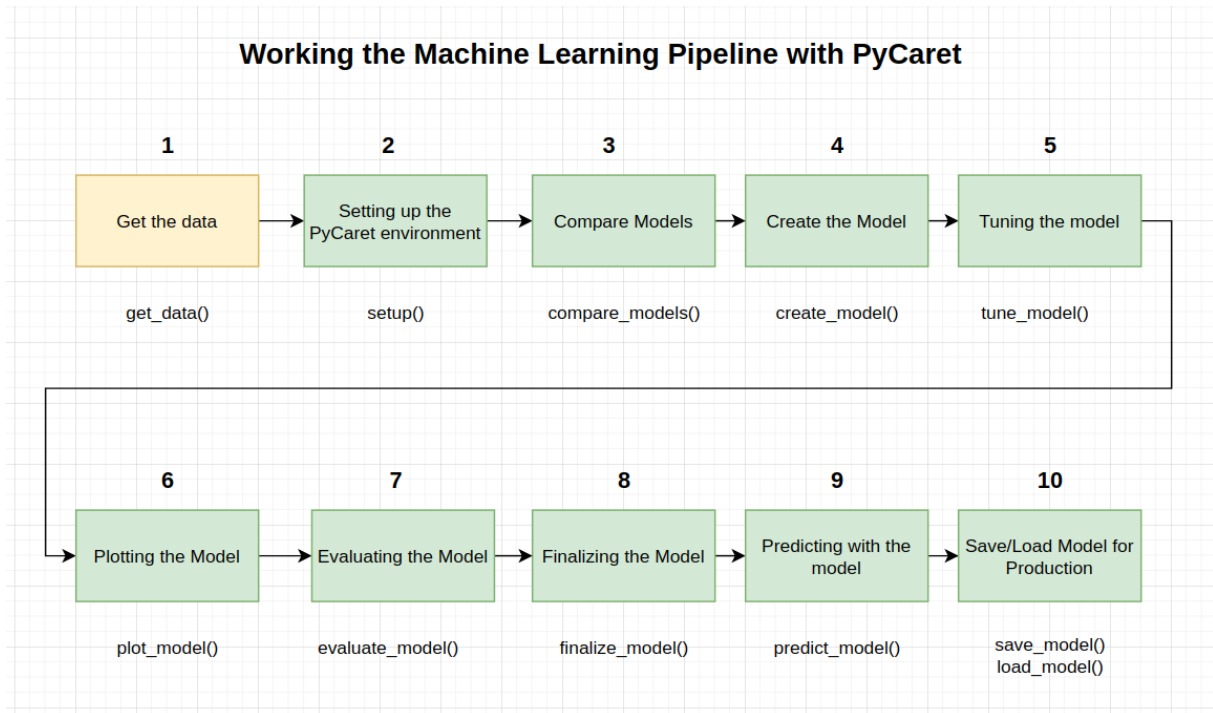 Working the Machine Learning Pipeline with PyCaret
1
2
3
4
5
Get the data
Setting up the
PyCaret environment
Compare Models
Create the Model
Tuning the model
get_data()
setup()
compare_models()
create_model()
tune_model()
6
7
8
9
10
Plotting the Model
Evaluating the Model
Finalizing the Model
Predicting with the
model
Save/Load Model for
Production
plot_model()
evaluate_model()
finalize_model()
predict_model()
save_model()
load_model()